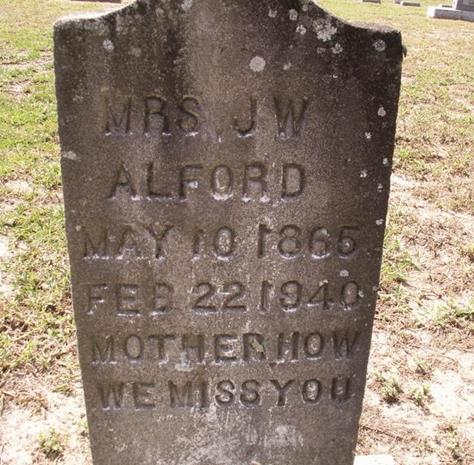 MRS. J W
ALFORD
MAY 10 1865
FEB 22 1940
MOTHER, HOW
WE MISS YOU